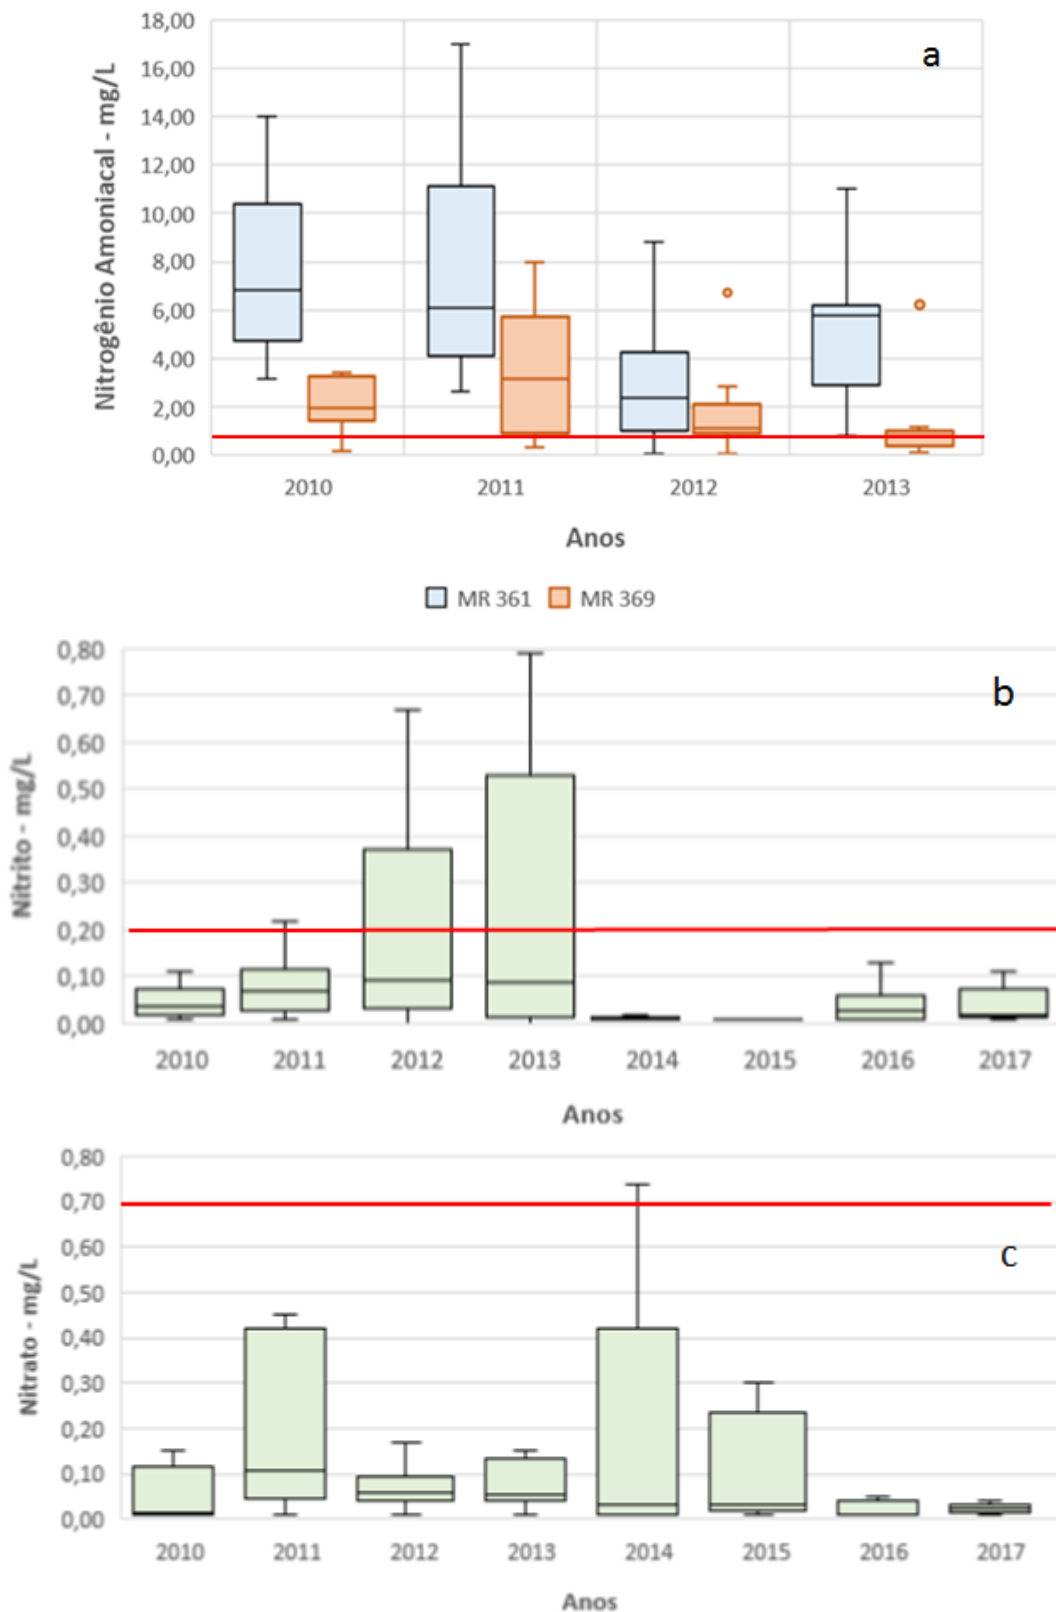 18,00
a
16,00
14,00
12,00
10,00
8,00
6,00
4,00
2,00
0,00
Nitrogênio Amoniacal - mg/L
2010 2011 2012 2013
Anos
MR 361 MR 369
0,80
b
0,70
0,60
0,50
0,40
0,30
0,20
0,10
0,00
Nitrito - mg/L
2010 2011 2012 2013 2014 2015 2016 2017
Anos
0,80
0,70
0,60
c
0,50
0,40
0,30
0,20
0,10
0,00
Nitrato - mg/L
2010 2011 2012 2013 2014 2015 2016 2017
Anos